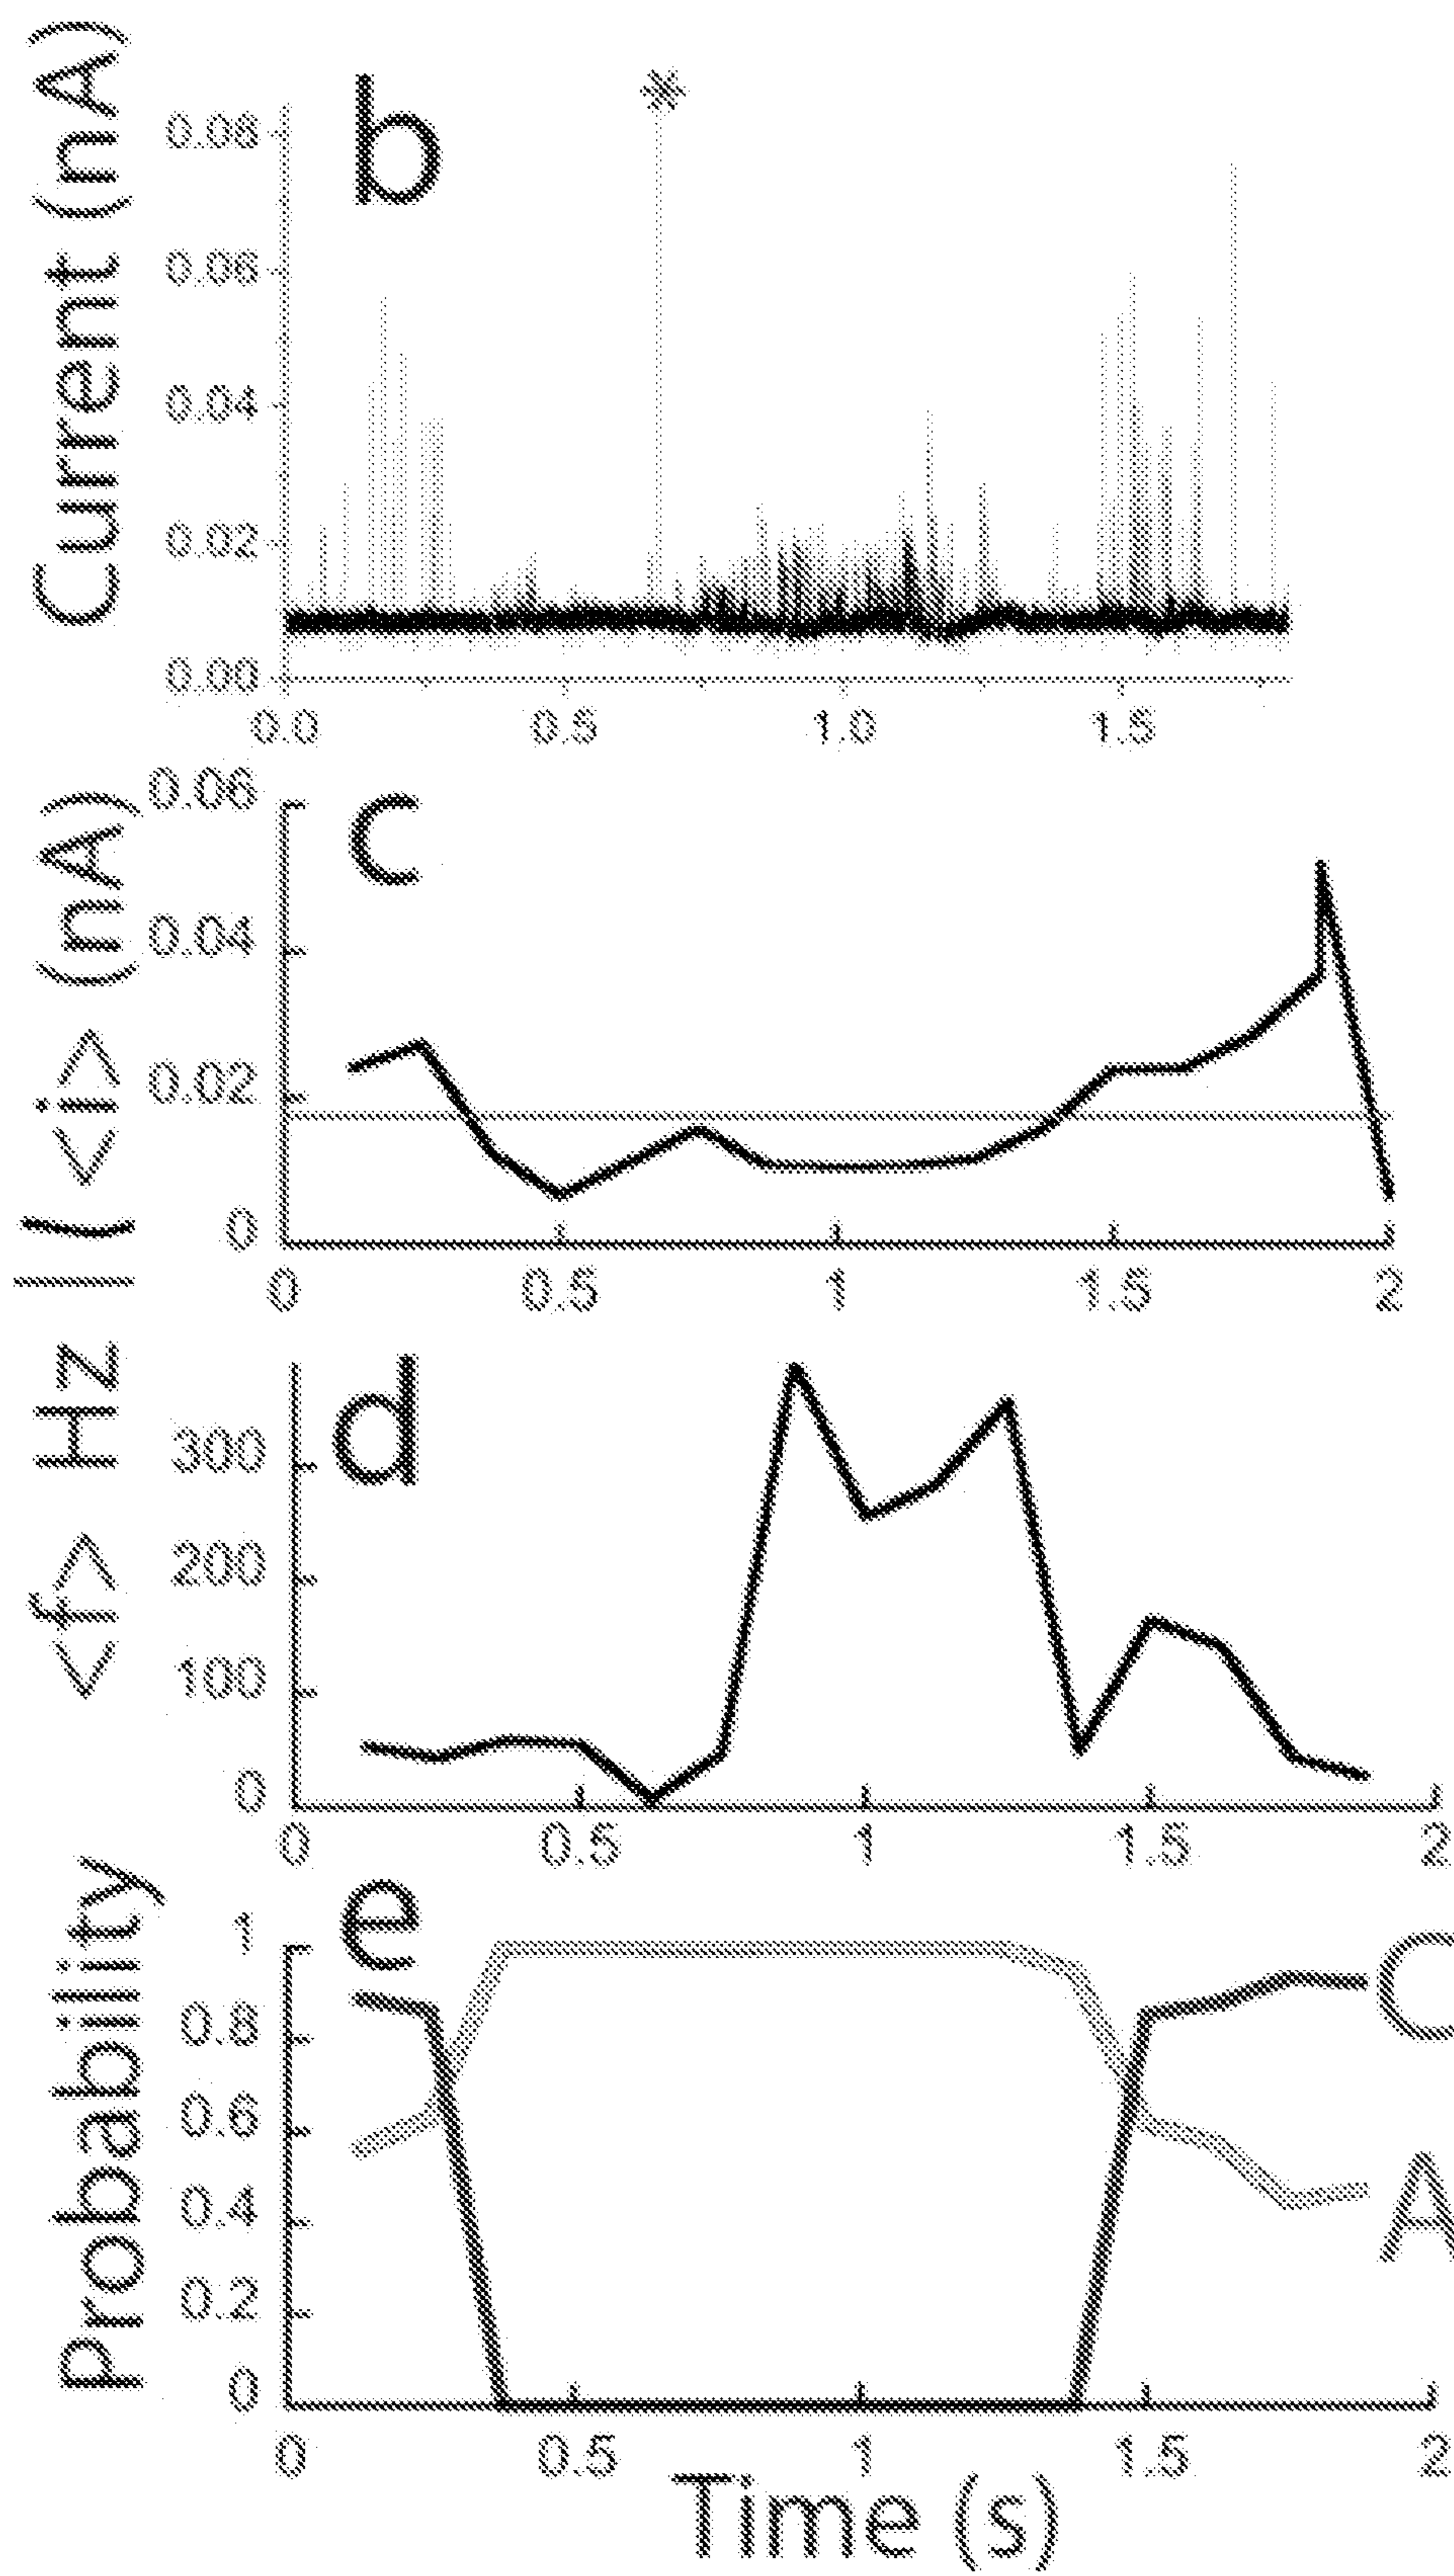 b
*
Current (nA)
0.08
0.06
0.04
0.02
0.00
0.0 0.5 1.0 1.5
c
| (<i> (nA)
0.06
0.04
0.02
0
0 0.5 1 1.5 2
d
<f> Hz
300
200
100
0
0 0.5 1 1.5 2
e
Probability
1
0.8
0.6
0.4
0.2
0
C
A
0 0.5 1 1.5 2
Time (s)